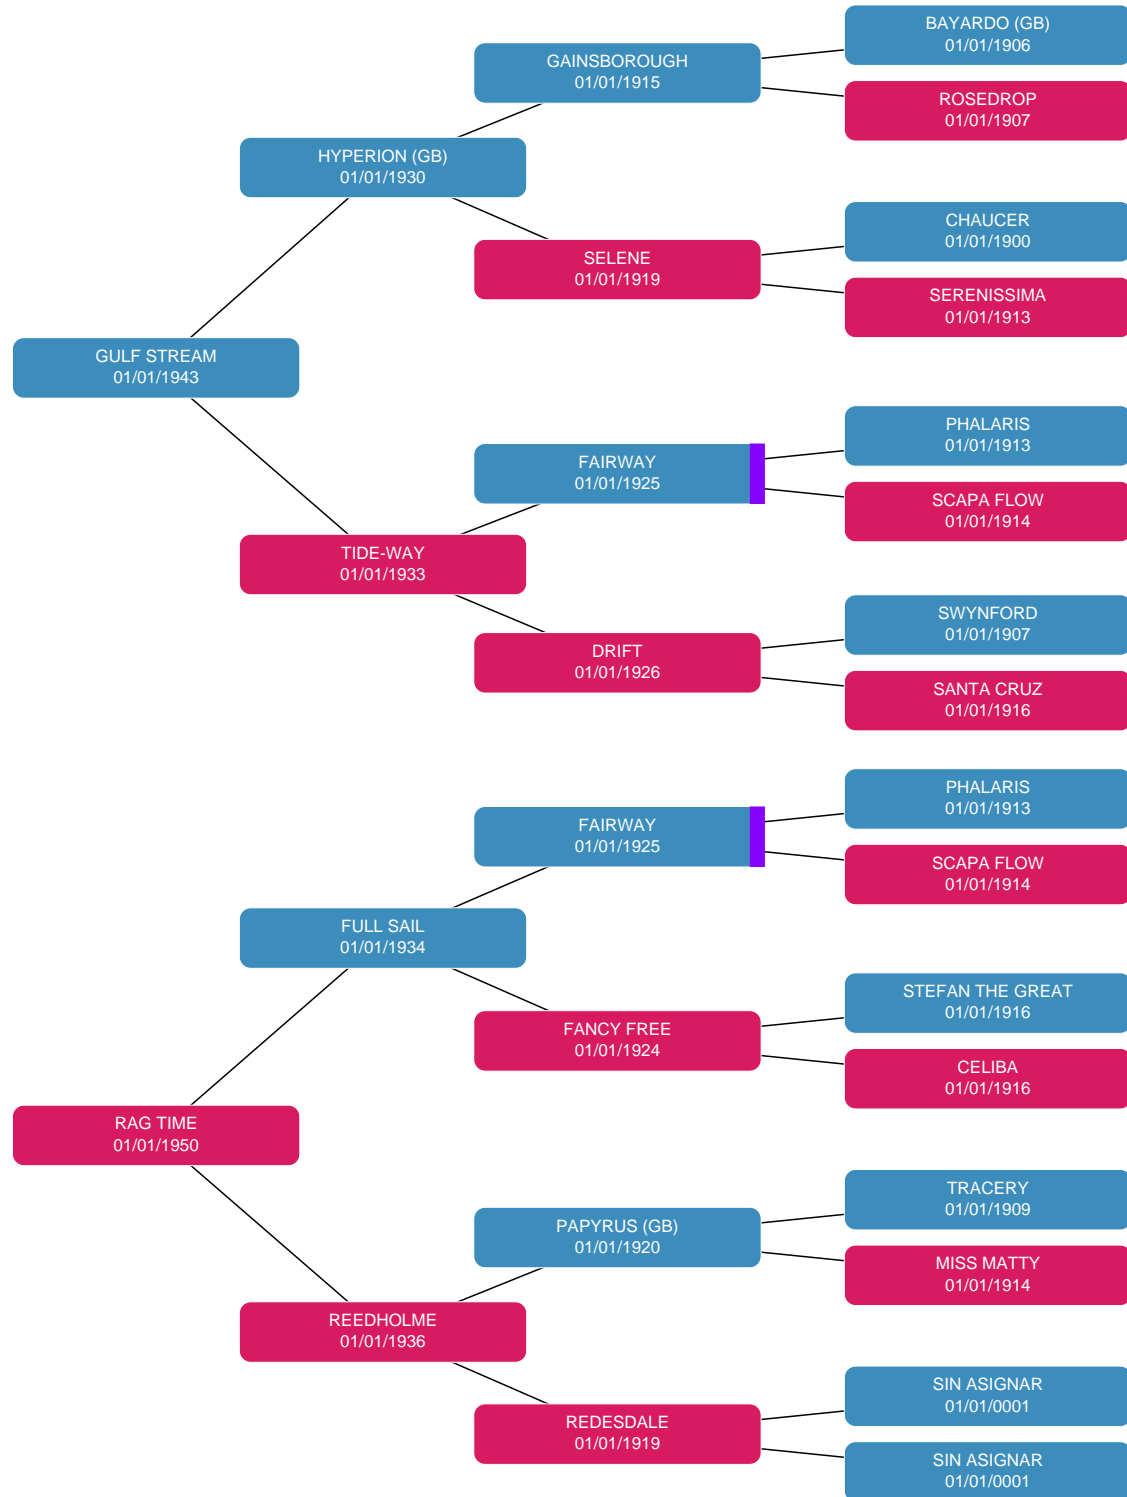 BAYARDO (GB)
01/01/1906
GAINSBOROUGH
01/01/1915
ROSEDROP
01/01/1907
HYPERION (GB)
01/01/1930
CHAUCER
01/01/1900
SELENE
01/01/1919
SERENISSIMA
01/01/1913
GULF STREAM
01/01/1943
PHALARIS
01/01/1913
FAIRWAY
01/01/1925
SCAPA FLOW
01/01/1914
TIDE-WAY
01/01/1933
SWYNFORD
01/01/1907
DRIFT
01/01/1926
SANTA CRUZ
01/01/1916
PHALARIS
01/01/1913
FAIRWAY
01/01/1925
SCAPA FLOW
01/01/1914
FULL SAIL
01/01/1934
STEFAN THE GREAT
01/01/1916
FANCY FREE
01/01/1924
CELIBA
01/01/1916
RAG TIME
01/01/1950
TRACERY
01/01/1909
PAPYRUS (GB)
01/01/1920
MISS MATTY
01/01/1914
REEDHOLME
01/01/1936
SIN ASIGNAR
01/01/0001
REDESDALE
01/01/1919
SIN ASIGNAR
01/01/0001